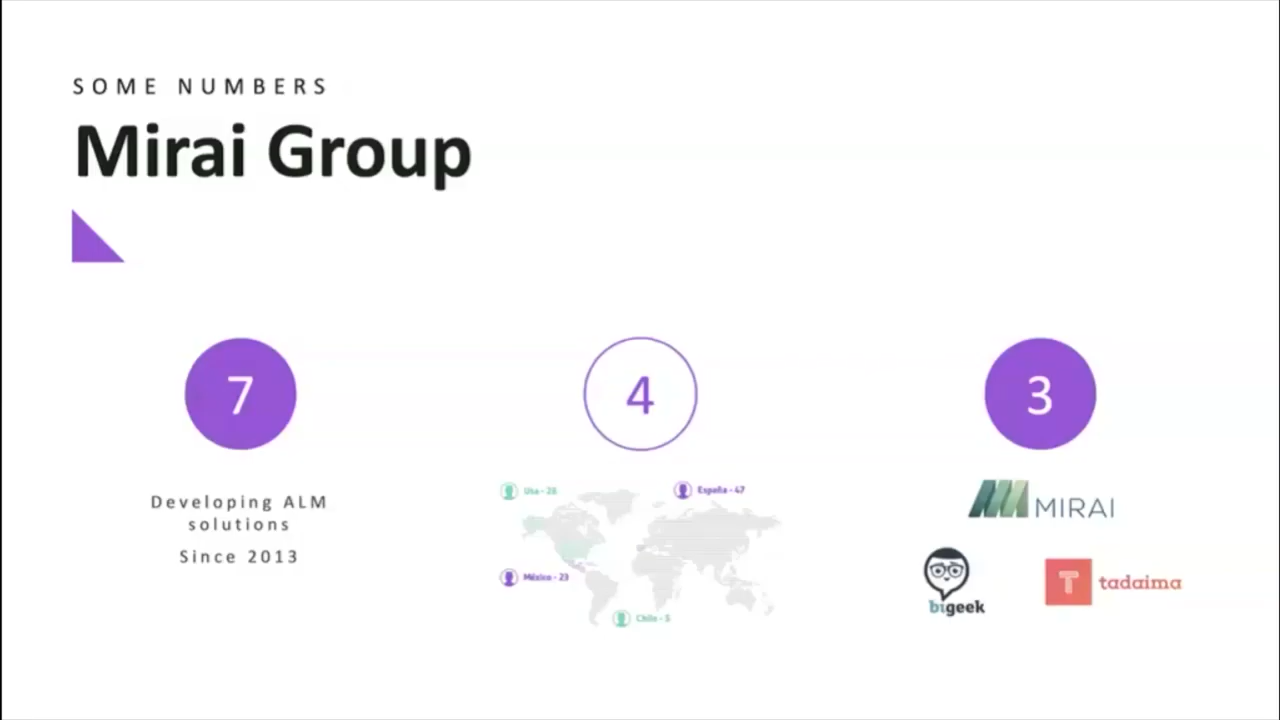 SOME NUMBERS
Mirai Group
7
4
3
Developing ALM
solutions
Since 2013
Usa - 28
España - 47
México - 23
Chile - 5
MIRAI
bigeek
T
tadaima